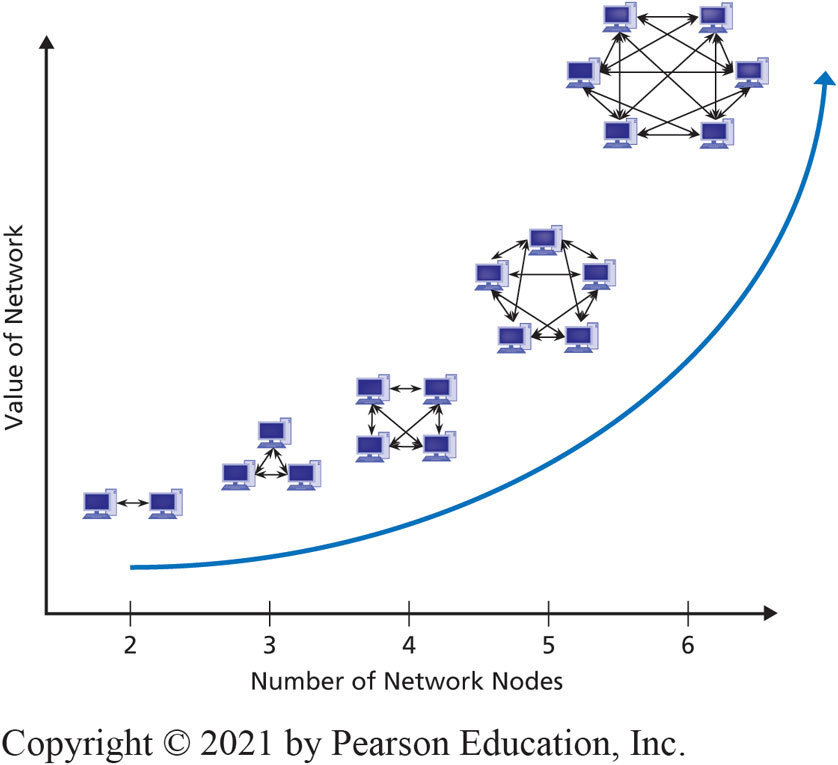 Value of Network
2 3 4 5 6
Number of Network Nodes
Copyright © 2021 by Pearson Education, Inc.